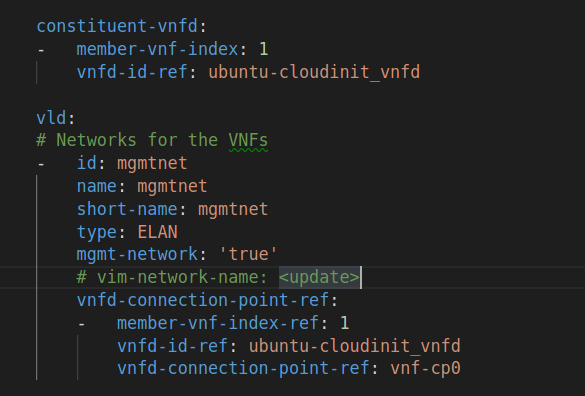 constituent-vnfd:
-   member-vnf-index: 1
    vnfd-id-ref: ubuntu-cloudinit_vnfd

vld:
# Networks for the VNFs
-   id: mgmtnet
    name: mgmtnet
    short-name: mgmtnet
    type: ELAN
    mgmt-network: 'true'
    # vim-network-name: <update>
    vnfd-connection-point-ref:
    -   member-vnf-index-ref: 1
        vnfd-id-ref: ubuntu-cloudinit_vnfd
        vnfd-connection-point-ref: vnf-cp0